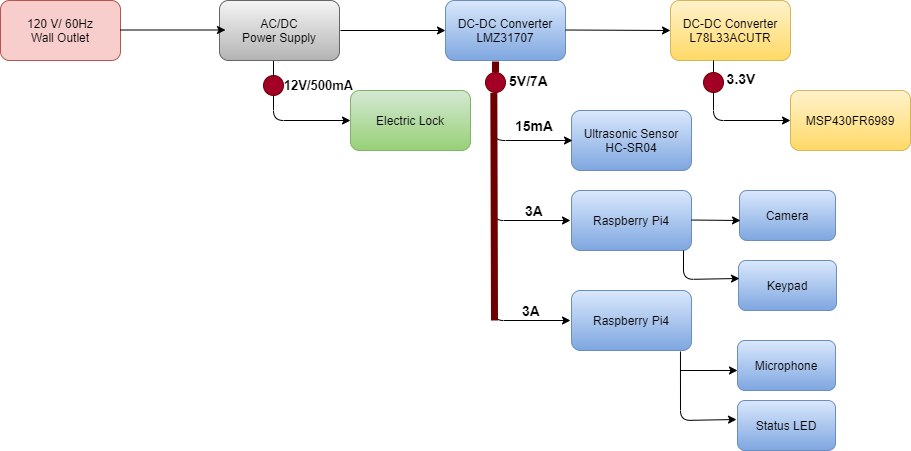 120 V/ 60Hz
Wall Outlet
AC/DC
Power Supply
DC-DC Converter
LMZ31707
DC-DC Converter
L78L33ACUTR
12V/500mA
5V/7A
3.3V
Electric Lock
MSP430FR6989
15mA
Ultrasonic Sensor
HC-SR04
3A
Raspberry Pi4
Camera
Keypad
3A
Raspberry Pi4
Microphone
Status LED